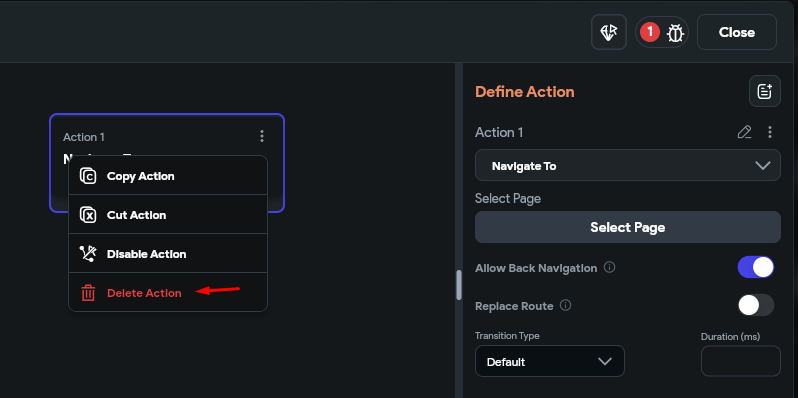 1
Close
Action 1
Copy Action
Cut Action
Disable Action
Delete Action
Define Action
Action 1
Navigate To
Select Page
Select Page
Allow Back Navigation
Replace Route
Transition Type
Duration (ms)
Default